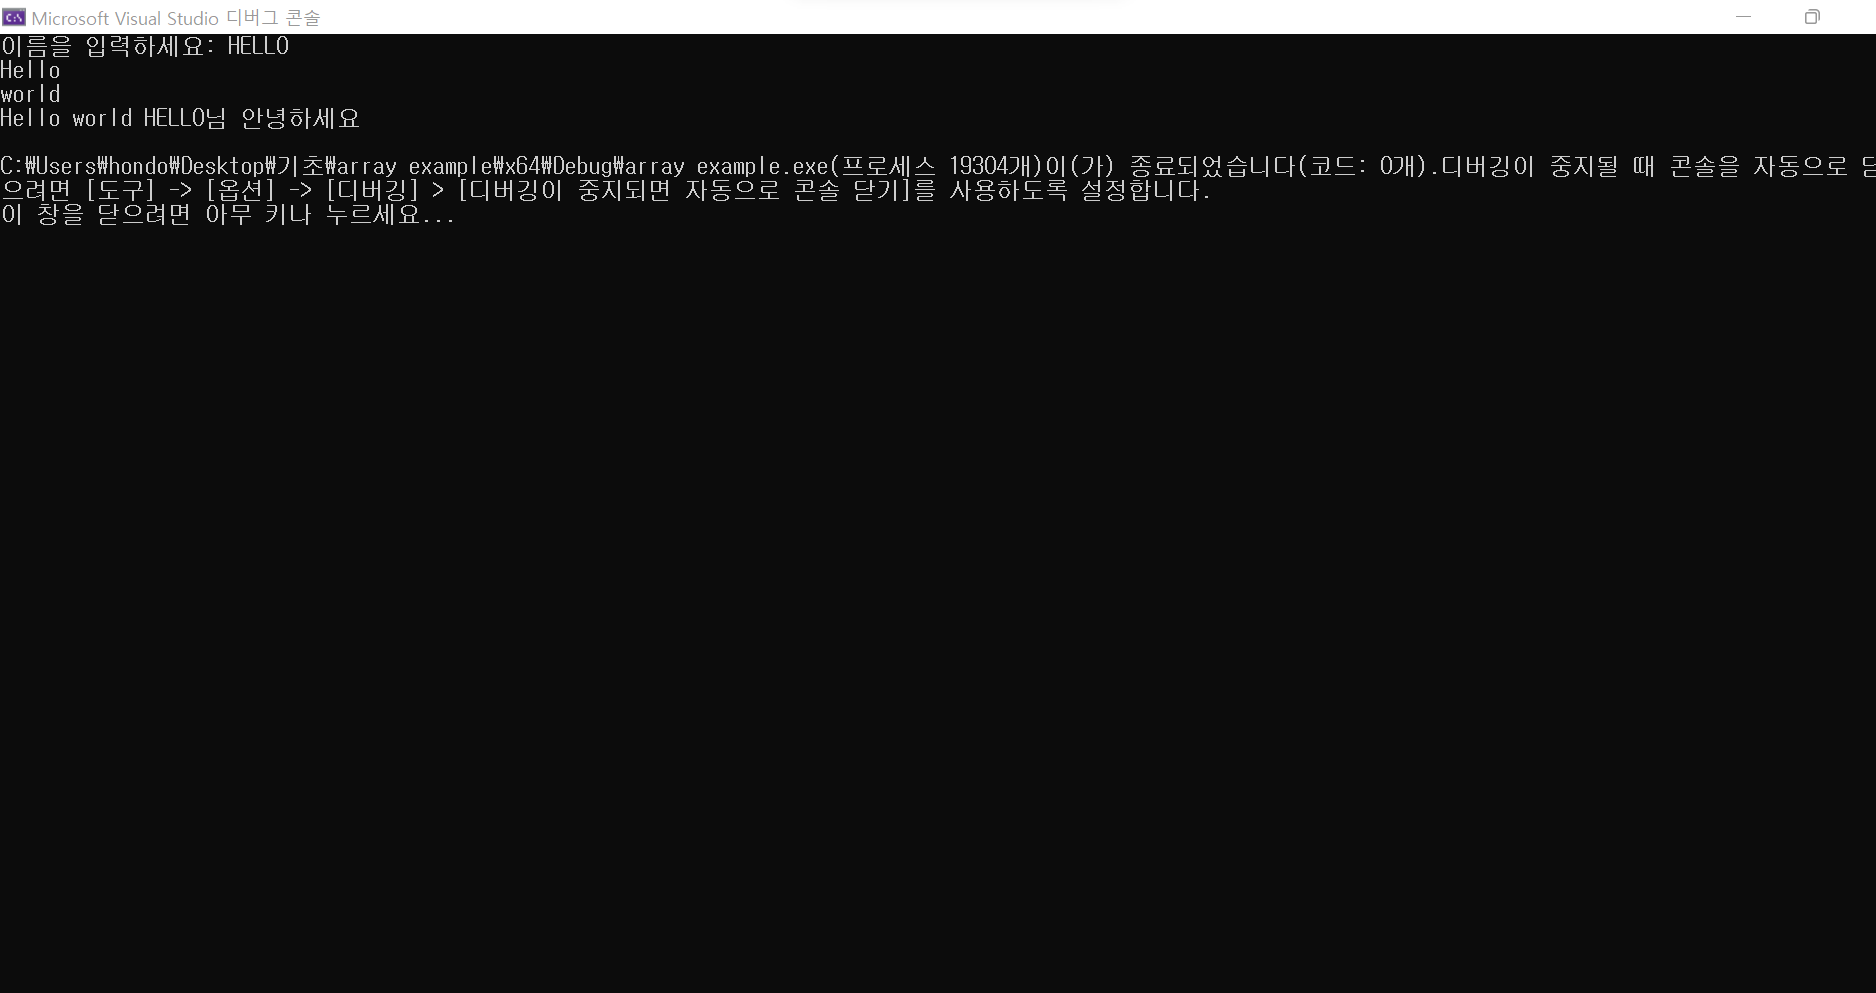 Microsoft Visual Studio 디버그 콘솔
이름을 입력하세요: HELLO
Hello
world
Hello world HELLO님 안녕하세요
C:₩Users₩hondo₩Desktop₩기초₩array example₩x64₩Debug₩array example.exe(프로세스 19304개)이(가) 종료되었습니다(코드: 0개).디버깅이 중지될 때 콘솔을 자동으로 닫
으려면 [도구] -> [옵션] -> [디버깅] > [디버깅이 중지되면 자동으로 콘솔 닫기]를 사용하도록 설정합니다.
이 창을 닫으려면 아무 키나 누르세요...